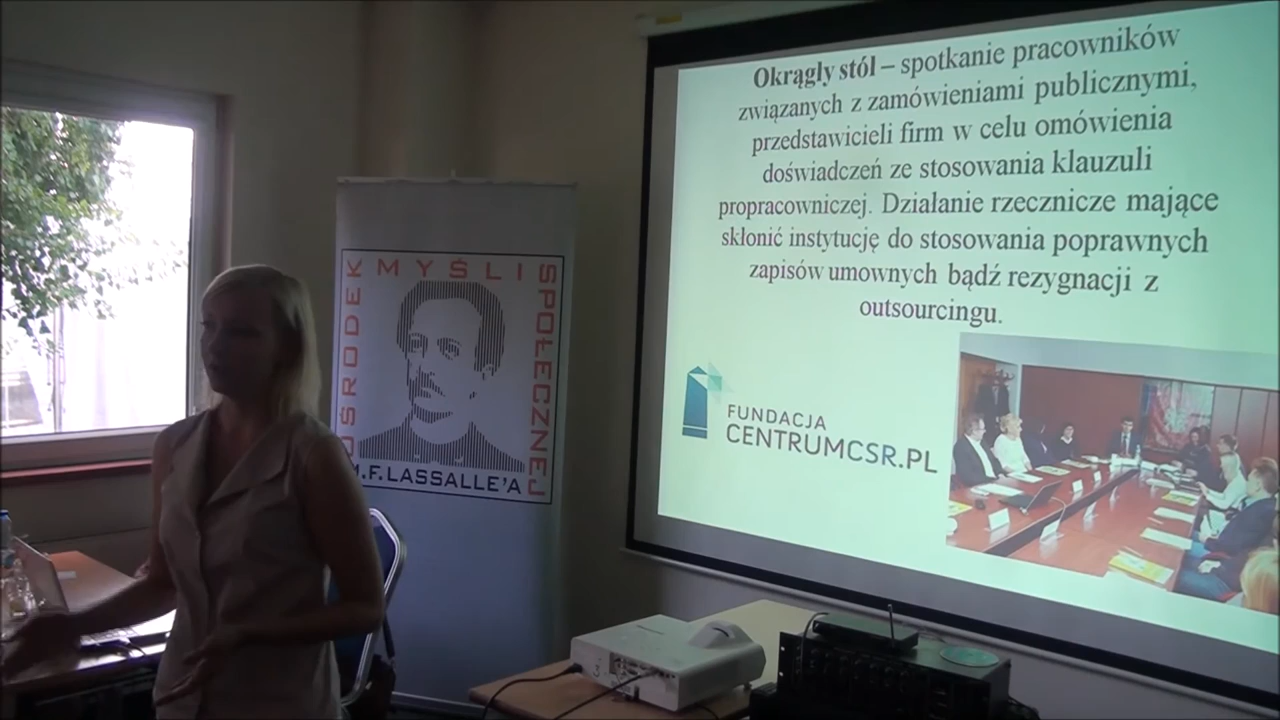 Okrągły stół – spotkanie pracowników
związanych z zamówieniami publicznymi,
przedstawicieli firm w celu omówienia
doświadczeń ze stosowania klauzuli
propracowniczej. Działanie rzecznicze mające
skłonić instytucję do stosowania poprawnych
zapisów umownych bądź rezygnacji z
outsourcingu.
FUNDACJA
CENTRUMCSR.PL
OŚRODEK
MYŚLI
SPOŁECZNEJ
F.LASSALLE'A